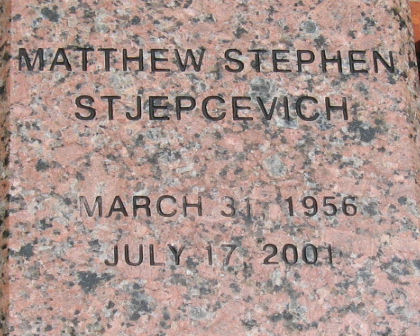 MATTHEW STEPHEN
STJEPCEVICH
MARCH 31, 1956
JULY 17, 2001